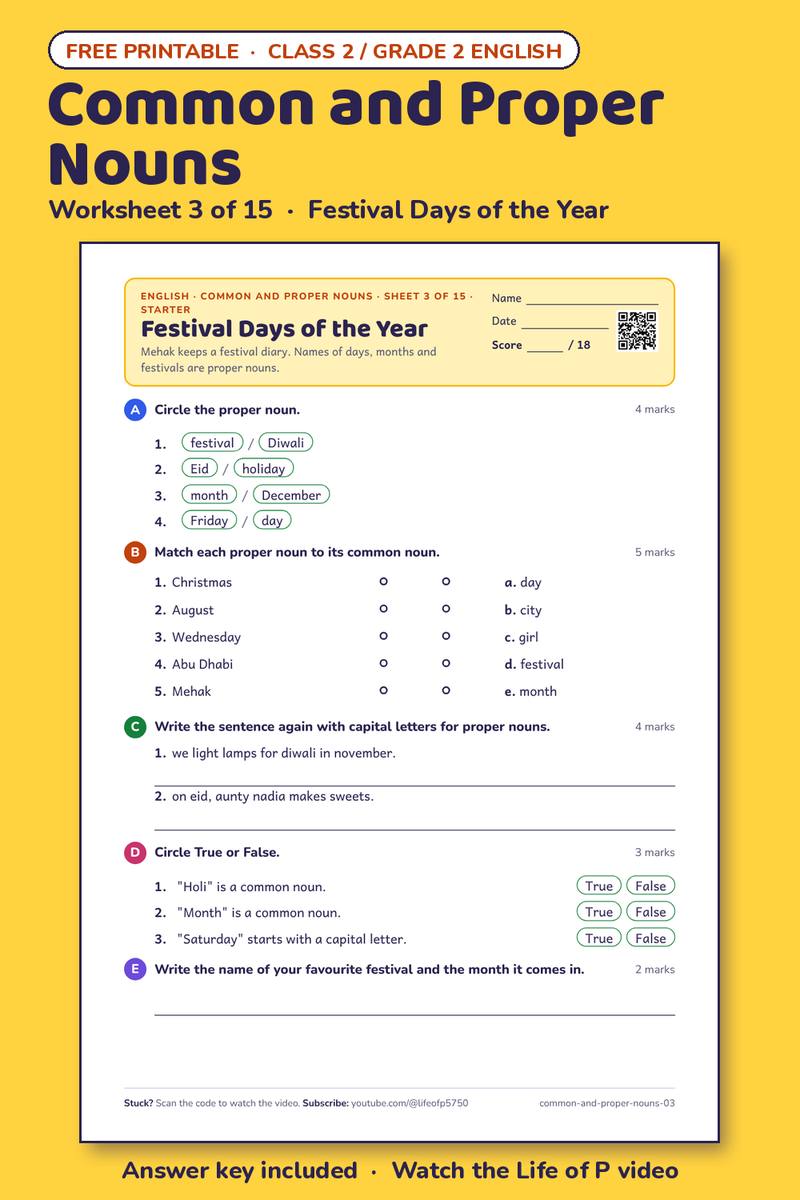 FREE PRINTABLE · CLASS 2 / GRADE 2 ENGLISH
Common and Proper
Nouns
Worksheet 3 of 15 · Festival Days of the Year
ENGLISH · COMMON AND PROPER NOUNS · SHEET 3 OF 15 ·
STARTER
Festival Days of the Year
Mehak keeps a festival diary. Names of days, months and
festivals are proper nouns.
Name
Date
Score / 18
A Circle the proper noun. 4 marks
1. festival / Diwali
2. Eid / holiday
3. month / December
4. Friday / day
B Match each proper noun to its common noun. 5 marks
1. Christmas a. day
2. August b. city
3. Wednesday c. girl
4. Abu Dhabi d. festival
5. Mehak e. month
C Write the sentence again with capital letters for proper nouns. 4 marks
1. we light lamps for diwali in november.
2. on eid, aunty nadia makes sweets.
D Circle True or False. 3 marks
1. "Holi" is a common noun. True False
2. "Month" is a common noun. True False
3. "Saturday" starts with a capital letter. True False
E Write the name of your favourite festival and the month it comes in. 2 marks
Stuck? Scan the code to watch the video. Subscribe: youtube.com/@lifeofp5750 common-and-proper-nouns-03
Answer key included · Watch the Life of P video